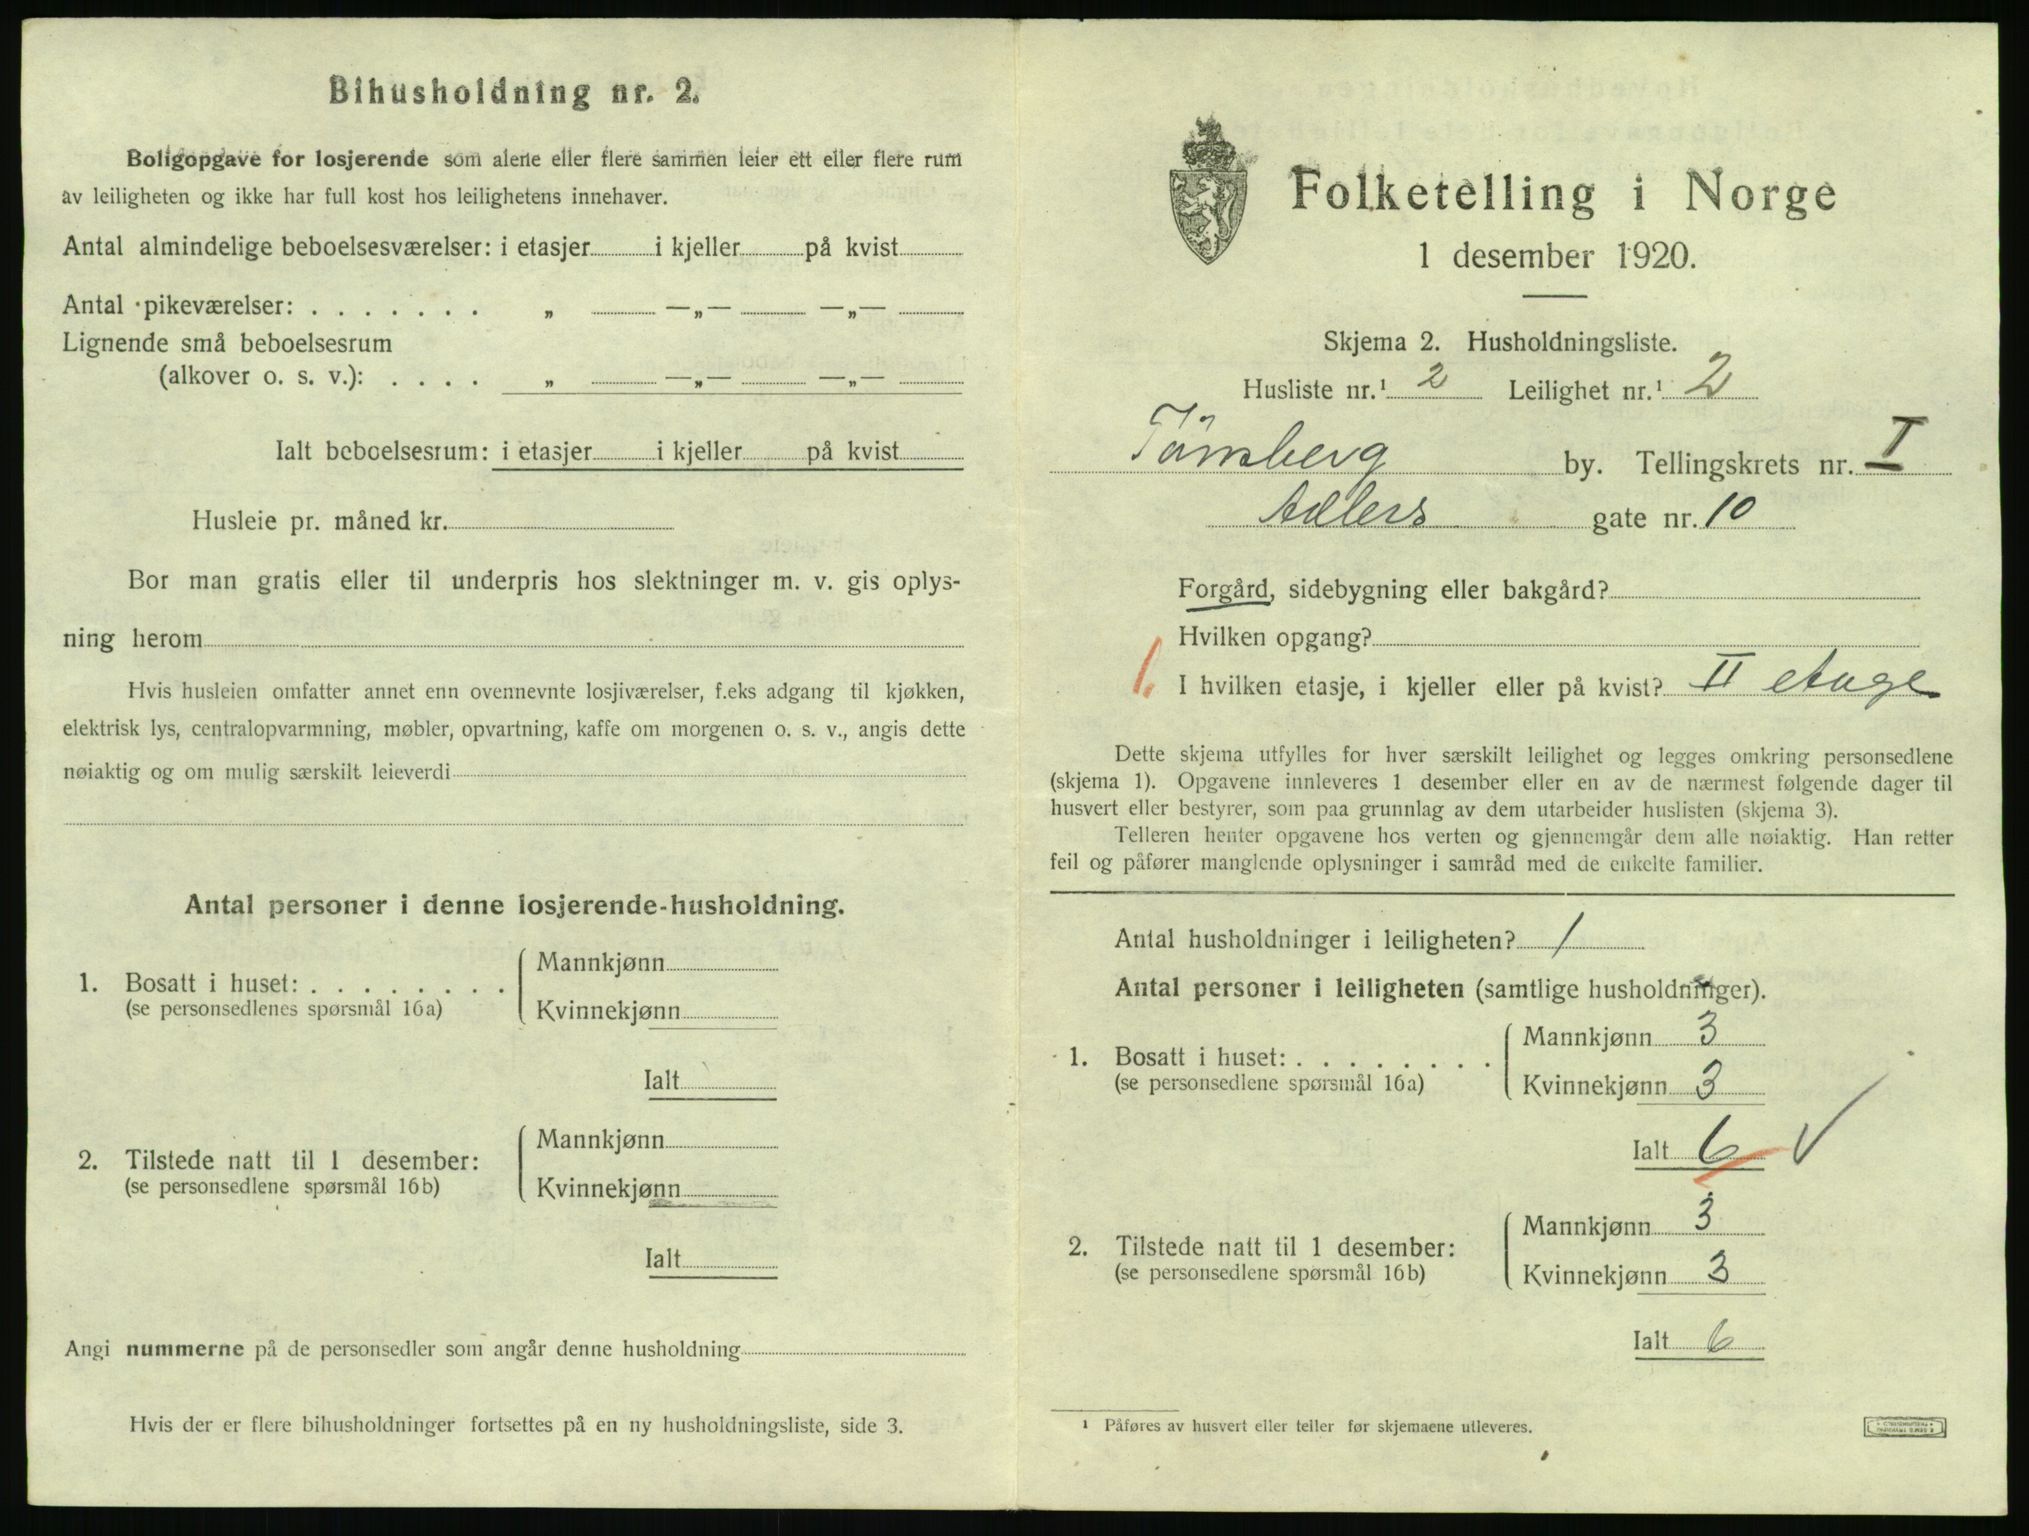 Bihusholdning nr. 2.
Boligopgave for losjerende som alene eller flere sammen leier ett eller flere rum
av leiligheten og ikke har full kost hos leilighetens innehaver.
Antal almindelige beboelsesværelser: i etasjer i kjeller på kvist
Antal pikeværelser: . . . . . . . „ —„— —„—
Lignende små beboelsesrum
(alkover o. s. v.): . . . . „ —„— —„—
Ialt beboelsesrum: i etasjer i kjeller på kvist
Husleie pr. måned kr.
Bor man gratis eller til underpris hos slektninger m. v. gis oplys-
ning herom
Hvis husleien omfatter annet enn ovennevnte losjiværelser, f.eks adgang til kjøkken,
elektrisk lys, centralopvarmning, møbler, opvartning, kaffe om morgenen o. s. v., angis dette
nøiaktig og om mulig særskilt leieverdi
Antal personer i denne losjerende-husholdning.
1. Bosatt i huset: . . . . . . . .
(se personsedlenes spørsmål 16a)
Mannkjønn
Kvinnekjønn
Ialt
2. Tilstede natt til 1 desember:
(se personsedlene spørsmål 16b)
Mannkjønn
Kvinnekjønn
Ialt
Angi nummerne på de personsedler som angår denne husholdning
Hvis der er flere bihusholdninger fortsettes på en ny husholdningsliste, side 3.
Folketelling i Norge
1 desember 1920.
Skjema 2. Husholdningsliste.
Husliste nr.¹ 2 Leilighet nr.¹ 2
Tønsberg by. Tellingskrets nr. I
Adlers gate nr. 10
Forgård, sidebygning eller bakgård?
Hvilken opgang?
1. I hvilken etasje, i kjeller eller på kvist? II etage
Dette skjema utfylles for hver særskilt leilighet og legges omkring personsedlene
(skjema 1). Opgavene innleveres 1 desember eller en av de nærmest følgende dager til
husvert eller bestyrer, som paa grunnlag av dem utarbeider huslisten (skjema 3).
Telleren henter opgavene hos verten og gjennemgår dem alle nøiaktig. Han retter
feil og påfører manglende oplysninger i samråd med de enkelte familier.
Antal husholdninger i leiligheten? 1
Antal personer i leiligheten (samtlige husholdninger).
1. Bosatt i huset: . . . . . . . .
(se personsedlene spørsmål 16a)
Mannkjønn 3
Kvinnekjønn 3
Ialt 6
2. Tilstede natt til 1 desember:
(se personsedlene spørsmål 16b)
Mannkjønn 3
Kvinnekjønn 3
Ialt 6
¹ Påføres av husvert eller teller før skjemaene utleveres.